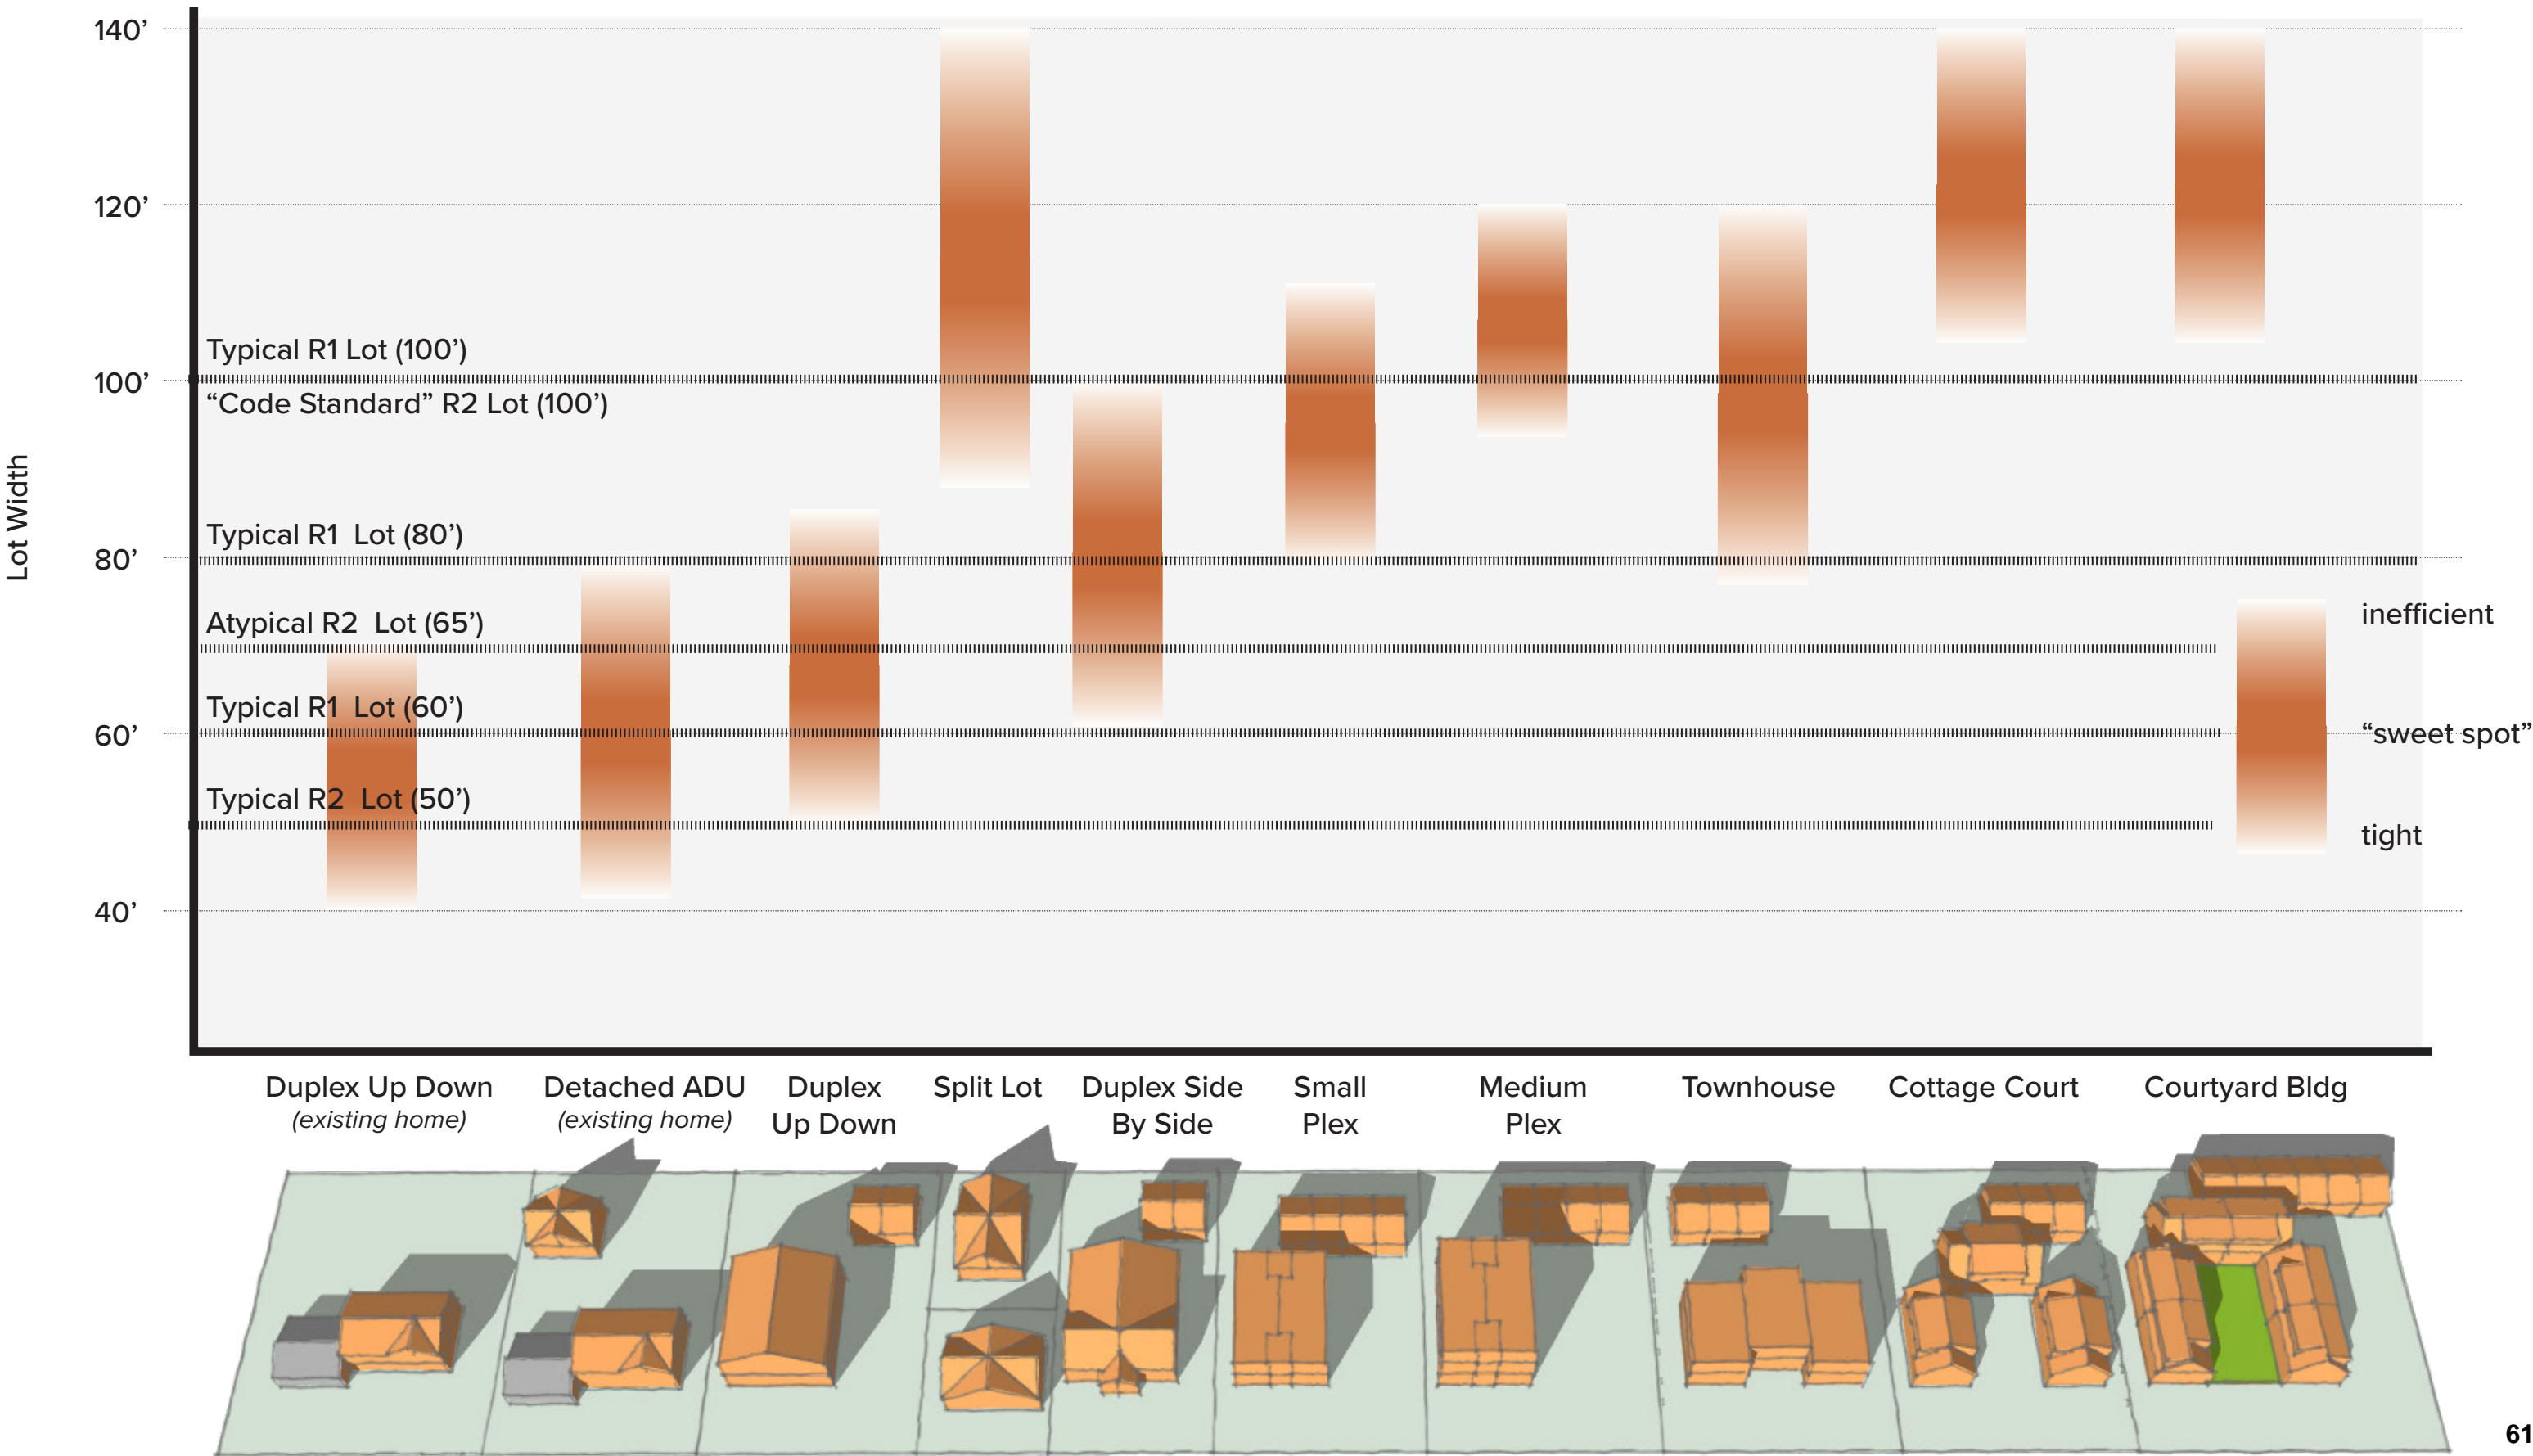 140’
120’
Typical R1 Lot (100’)
100’
“Code Standard” R2 Lot (100’)
Lot Width
Typical R1 Lot (80’)
80’
Atypical R2 Lot (65’)
inefficient
Typical R1 Lot (60’)
60’
“sweet spot”
Typical R2 Lot (50’)
tight
40’
Duplex Up Down
(existing home)
Detached ADU
(existing home)
Duplex
Up Down
Split Lot
Duplex Side
By Side
Small
Plex
Medium
Plex
Townhouse
Cottage Court
Courtyard Bldg
61